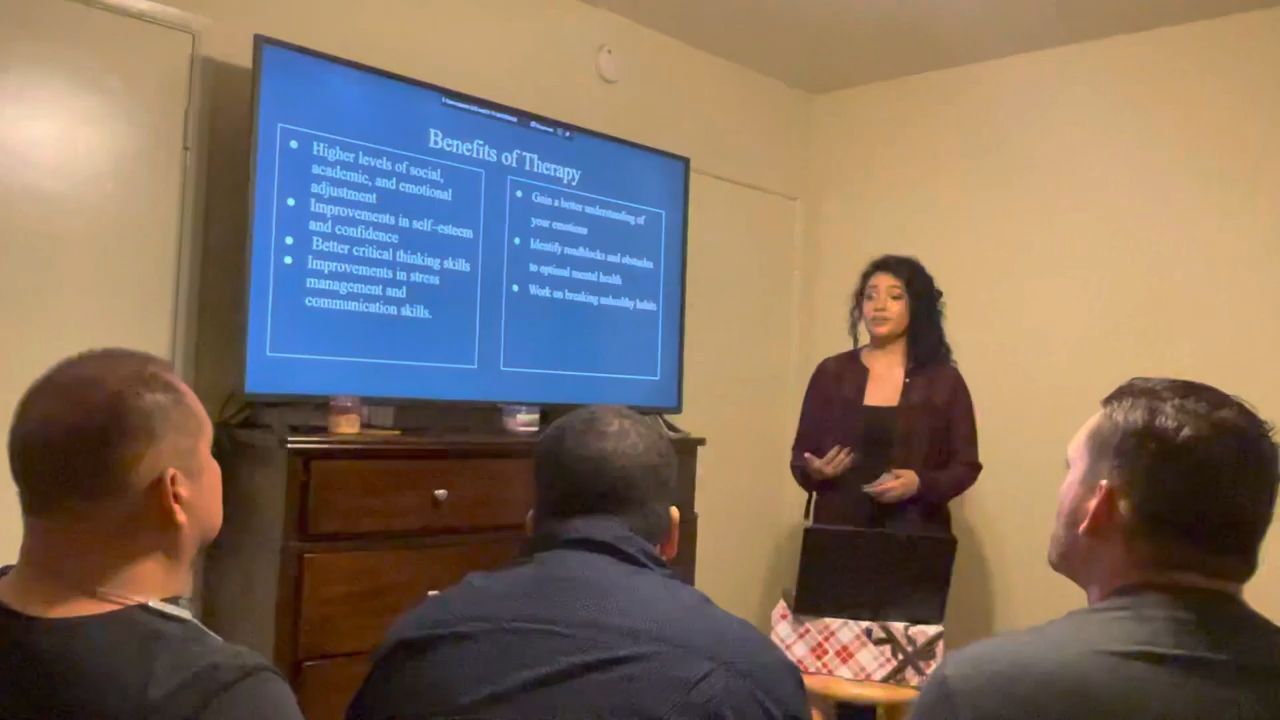 Benefits of Therapy
● Higher levels of social,
academic, and emotional
adjustment
● Improvements in self-esteem
and confidence
● Better critical thinking skills
● Improvements in stress
management and
communication skills.
● Gain a better understanding of
your emotions
● Identify roadblocks and obstacles
to optional mental health
● Work on breaking unhealthy habits